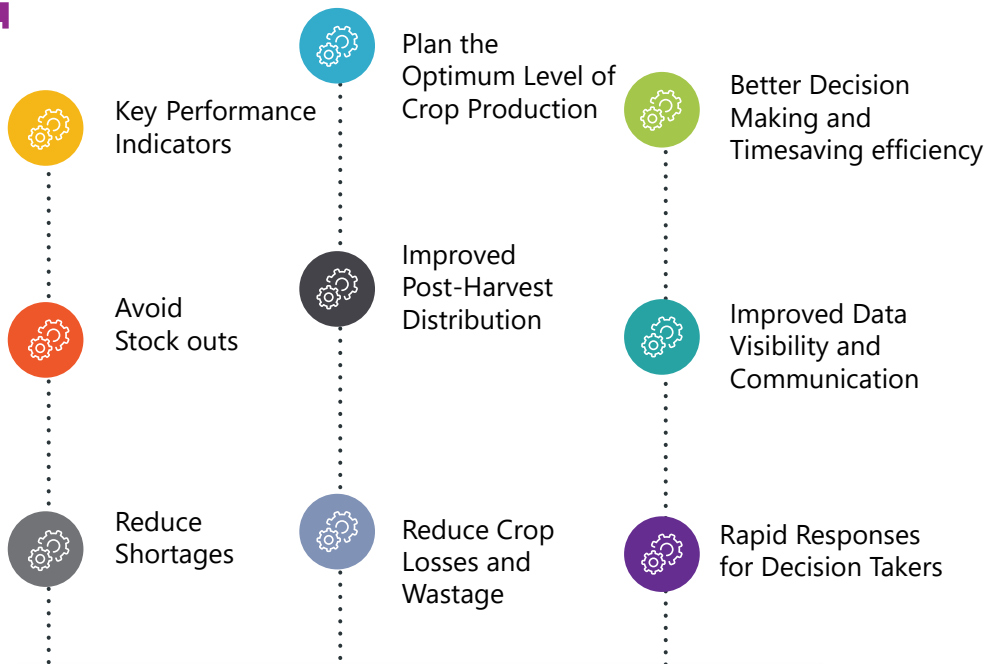 Key Performance
Indicators
Avoid
Stock outs
Reduce
Shortages
Plan the
Optimum Level of
Crop Production
Improved
Post-Harvest
Distribution
Reduce Crop
Losses and
Wastage
Better Decision
Making and
Timesaving efficiency
Improved Data
Visibility and
Communication
Rapid Responses
for Decision Takers